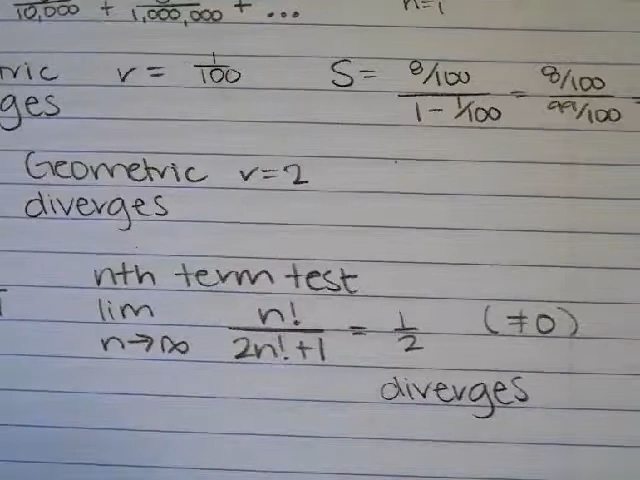 10,000 + 1,000,000 + ...
n=1
ric r = 1/100 S = 8/100 / 1 - 1/100 = 8/100 / 99/100 =
ges
Geometric r=2
diverges
nth term test
lim n→∞ n! / 2n!+1 = 1/2 (≠0)
diverges